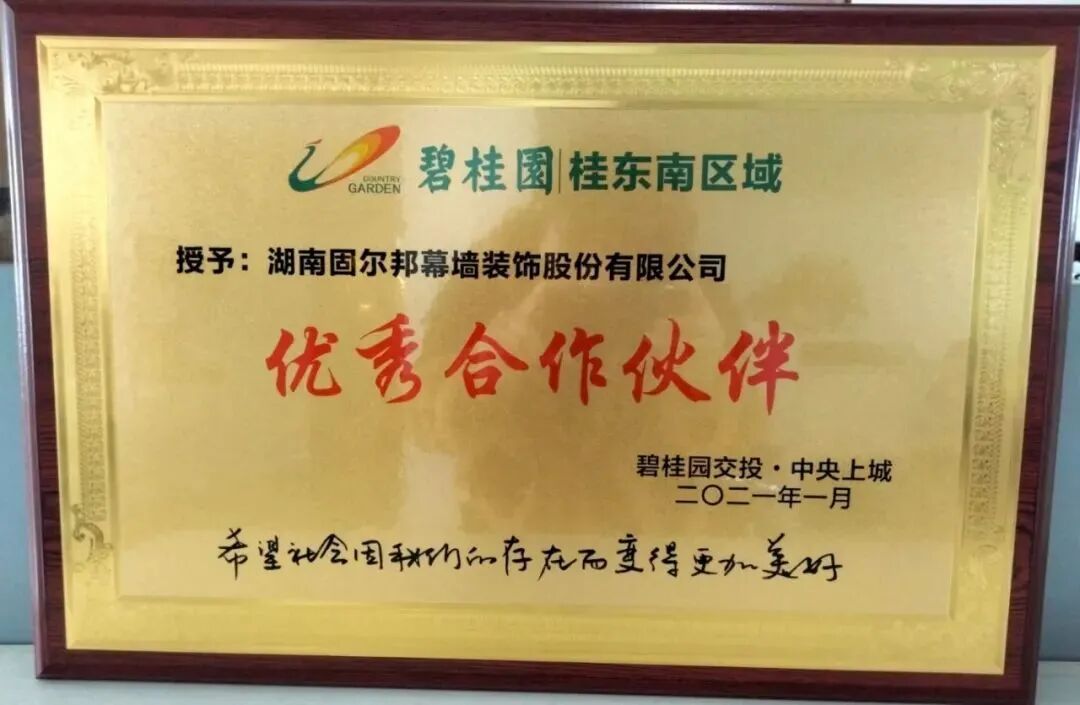 COUNTRY
GARDEN
碧桂園|桂东南区域
授予：湖南固尔邦幕墙装饰股份有限公司
优秀合作伙伴
碧桂园交投·中央上城
二〇二一年一月
希望社会因我们的存在而变得更加美好